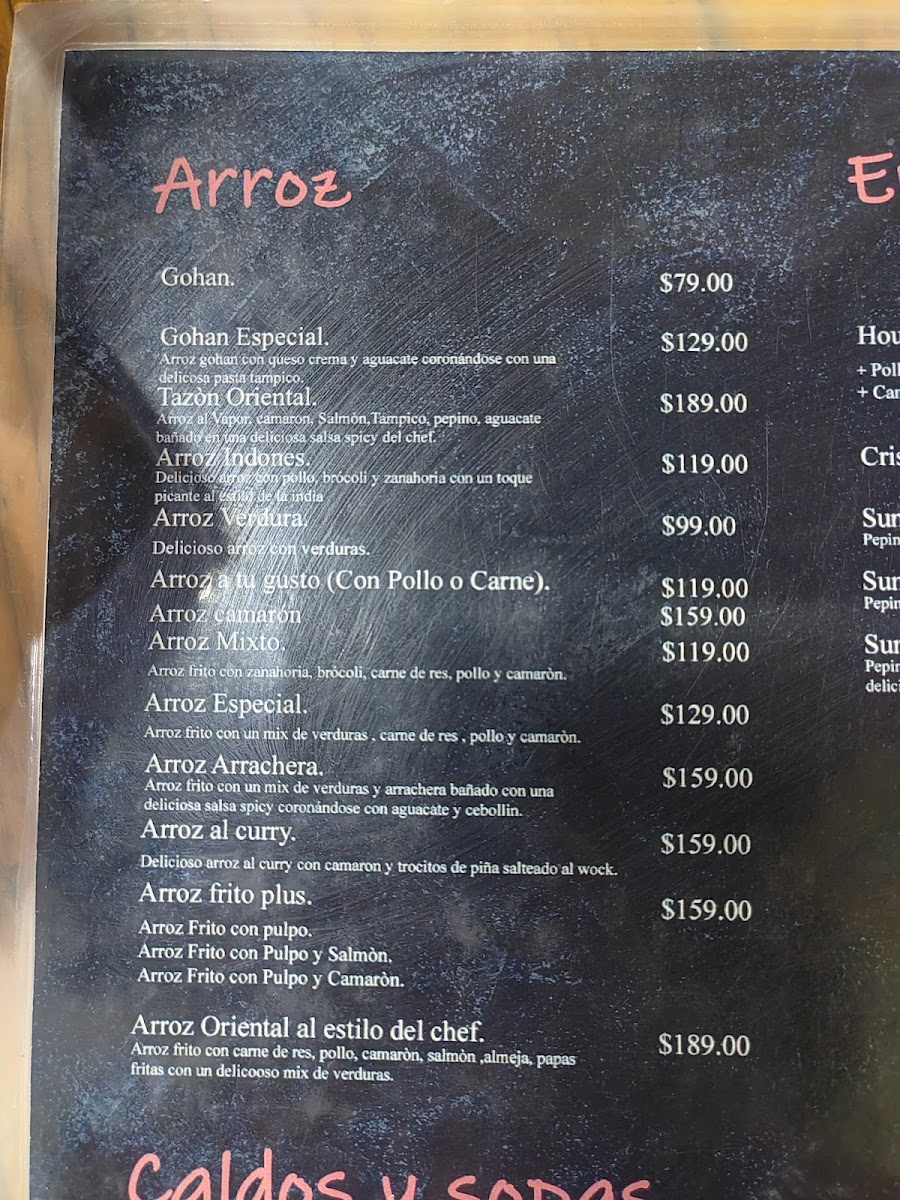 Arroz
Gohan.
$79.00
Gohan Especial.
$129.00
Arroz gohan con queso crema y aguacate coronándose con una
delicosa pasta tampico.
Tazòn Oriental.
$189.00
Arroz al Vapor, camaron, Salmòn,Tampico, pepino, aguacate
bañado en una deliciosa salsa spicy del chef.
Arroz Indones.
$119.00
Delicioso arroz con pollo, brócoli y zanahoria con un toque
picante al estilo de la india
Arroz Verdura.
$99.00
Delicioso arroz con verduras.
Arroz a tu gusto (Con Pollo o Carne).
$119.00
Arroz camarón
$159.00
Arroz Mixto.
$119.00
Arroz frito con zanahoria, bròcoli, carne de res, pollo y camaròn.
Arroz Especial.
$129.00
Arroz frito con un mix de verduras , carne de res , pollo y camaròn.
Arroz Arrachera.
$159.00
Arroz frito con un mix de verduras y arrachera bañado con una
deliciosa salsa spicy coronándose con aguacate y cebollin.
Arroz al curry.
$159.00
Delicioso arroz al curry con camaron y trocitos de piña salteado al wock.
Arroz frito plus.
$159.00
Arroz Frito con pulpo.
Arroz Frito con Pulpo y Salmòn,
Arroz Frito con Pulpo y Camaròn.
Arroz Oriental al estilo del chef.
$189.00
Arroz frito con carne de res, pollo, camaròn, salmòn ,almeja, papas
fritas con un delicooso mix de verduras.
Caldos y sopas